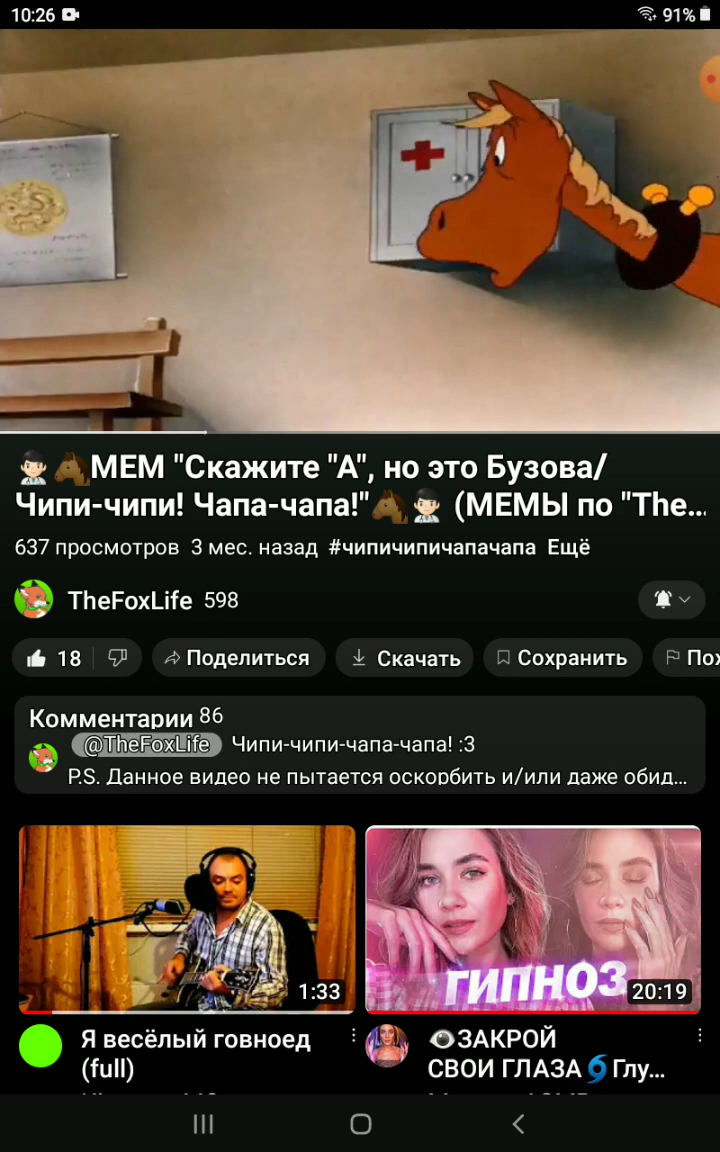 10:26
91%
МЕМ "Скажите "А", но это Бузова/
Чипи-чипи! Чапа-чапа!" (МЕМЫ по "The...
637 просмотров 3 мес. назад #чипичипичапачапа Ещё
TheFoxLife 598
18 Поделиться Скачать Сохранить Пох
Комментарии 86
@TheFoxLife Чипи-чипи-чапа-чапа! :3
P.S. Данное видео не пытается оскорбить и/или даже обид...
1:33
ГИПНОЗ
20:19
Я весёлый говноед
(full)
ЗАКРОЙ
СВОИ ГЛАЗА Глу...